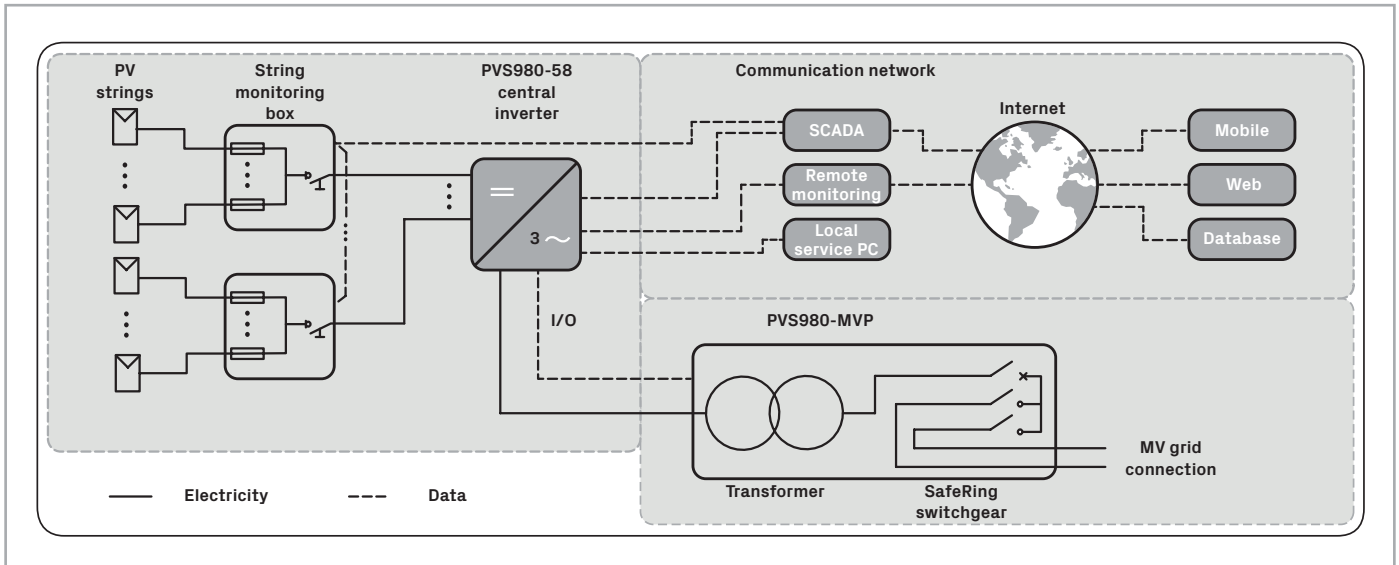 PV
strings
String
monitoring
box
PVS980-58
central
inverter
3
I/O
Communication network
SCADA
Remote
monitoring
Local
service PC
Internet
Mobile
Web
Database
PVS980-MVP
Transformer
SafeRing
switchgear
MV grid
connection
Electricity
Data